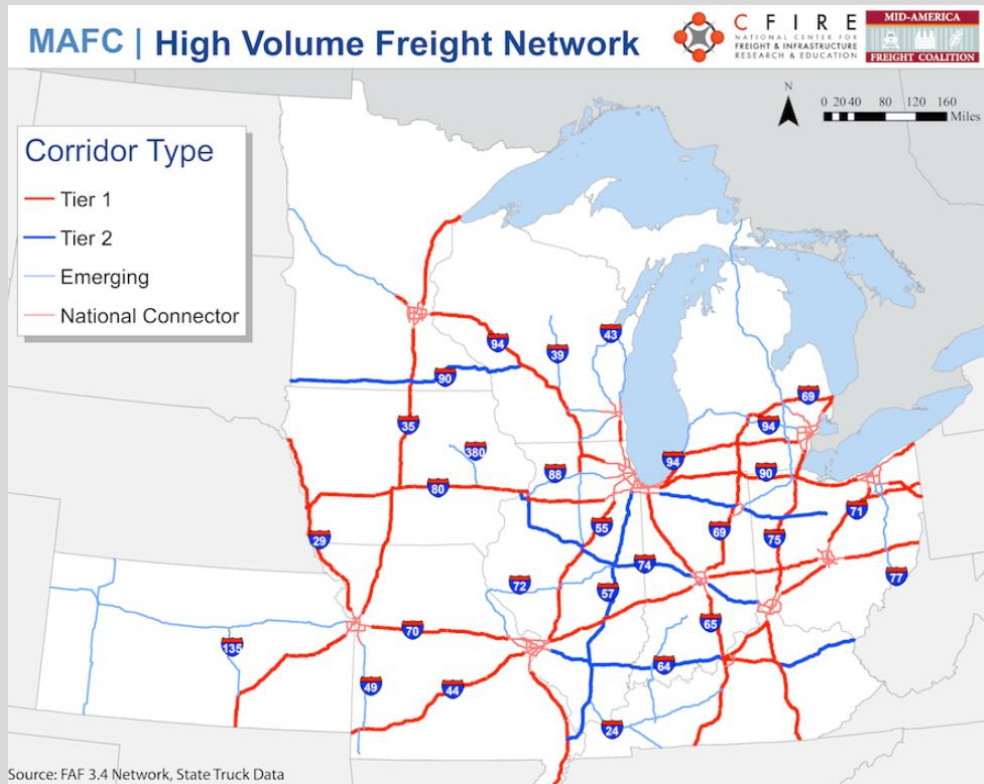 MAFC | High Volume Freight Network
CFIRE
NATIONAL CENTER FOR
FREIGHT & INFRASTRUCTURE
RESEARCH & EDUCATION
MID-AMERICA
FREIGHT COALITION
N
0 20 40 80 120 160
Miles
Corridor Type
Tier 1
Tier 2
Emerging
National Connector
94
39
43
90
35
69
94
380
80
88
94
90
29
55
69
75
71
72
74
57
77
135
70
65
64
49
44
24
Source: FAF 3.4 Network, State Truck Data